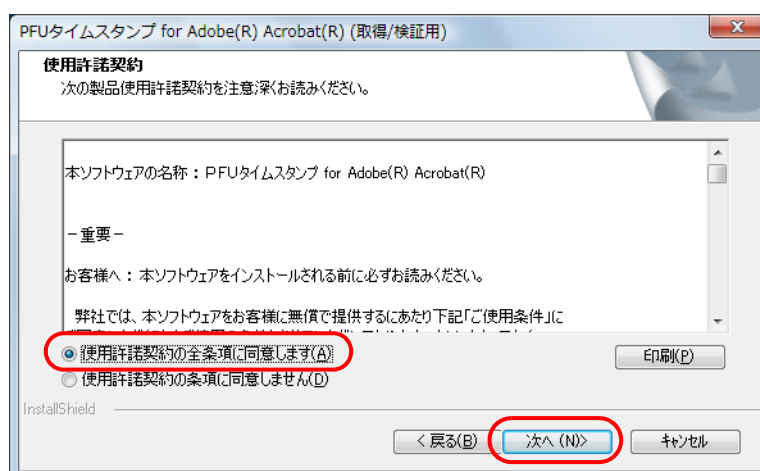 PFUタイムスタンプ for Adobe(R) Acrobat(R) (取得/検証用)
使用許諾契約
次の製品使用許諾契約を注意深くお読みください。
本ソフトウェアの名称：ＰＦＵタイムスタンプ for Adobe(R) Acrobat(R)
－重要－
お客様へ：本ソフトウェアをインストールされる前に必ずお読みください。
弊社では、本ソフトウェアをお客様に無償で提供するにあたり下記「ご使用条件」に
使用許諾契約の全条項に同意します(A)
印刷(P)
使用許諾契約の条項に同意しません(D)
InstallShield
< 戻る(B)
次へ (N)>
キャンセル